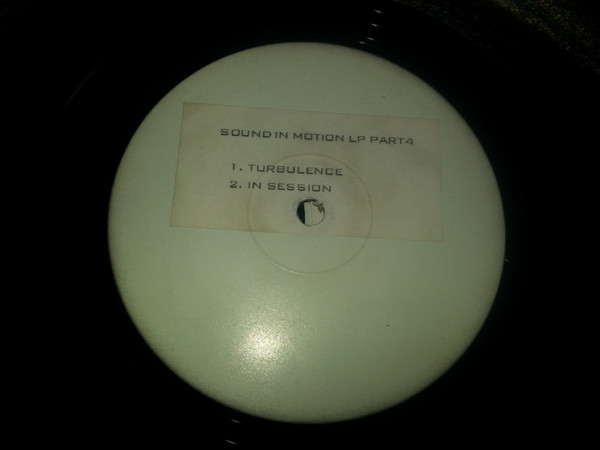 SOUND IN MOTION LP PART4
1. TURBULENCE
2. IN SESSION